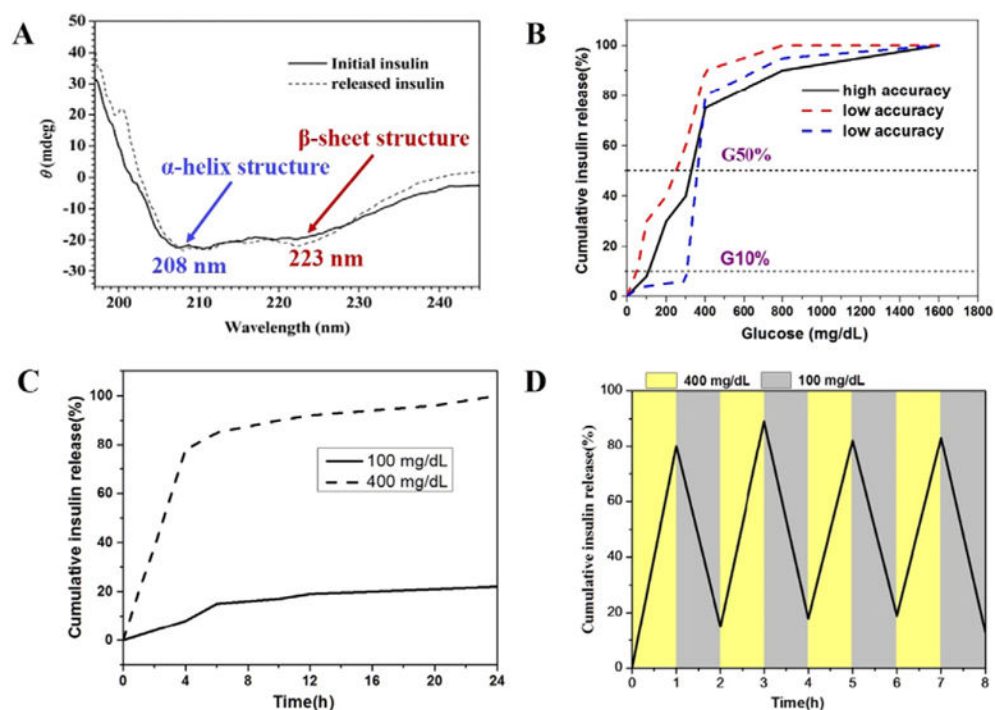 A
50
40
30
20
10
0
-10
-20
-30
θ (mdeg)
Initial insulin
released insulin
β-sheet structure
α-helix structure
208 nm
223 nm
200 210 220 230 240
Wavelength (nm)
B
100
80
60
40
20
0
Cumulative insulin release(%)
high accuracy
low accuracy
low accuracy
G50%
G10%
0 200 400 600 800 1000 1200 1400 1600 1800
Glucose (mg/dL)
C
100
80
60
40
20
0
Cumulative insulin release(%)
100 mg/dL
400 mg/dL
0 4 8 12 16 20 24
Time(h)
D
400 mg/dL 100 mg/dL
100
80
60
40
20
0
Cumulative insulin release(%)
0 1 2 3 4 5 6 7 8
Time(h)